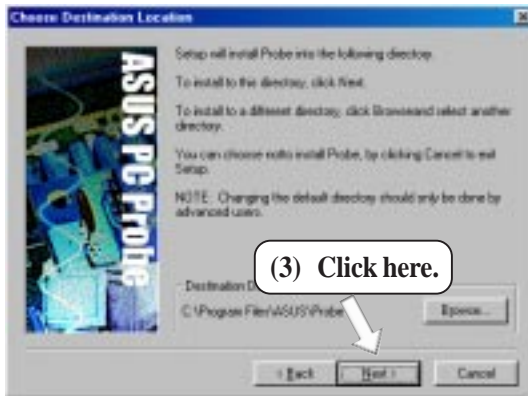 Choose Destination Location
ASUS PC Probe
Setup will install Probe into the following directory.
To install to this directory, click Next.
To install to a different directory, click Browse and select another
directory.
You can choose not to install Probe, by clicking Cancel to exit
Setup.
NOTE: Changing the default directory should only be done by
advanced users.
(3) Click here.
Destination D
C:\Program Files\ASUS\Probe
Browse...
< Back
Next >
Cancel